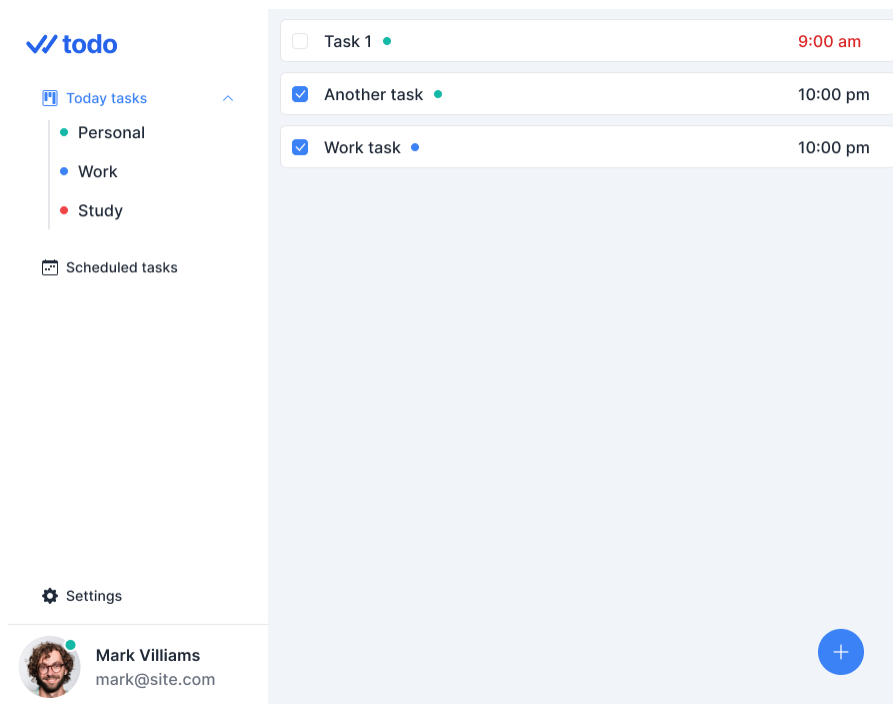 todo
Today tasks
Personal
Work
Study
Scheduled tasks
Settings
Mark Villiams
mark@site.com
Task 1 9:00 am
Another task 10:00 pm
Work task 10:00 pm